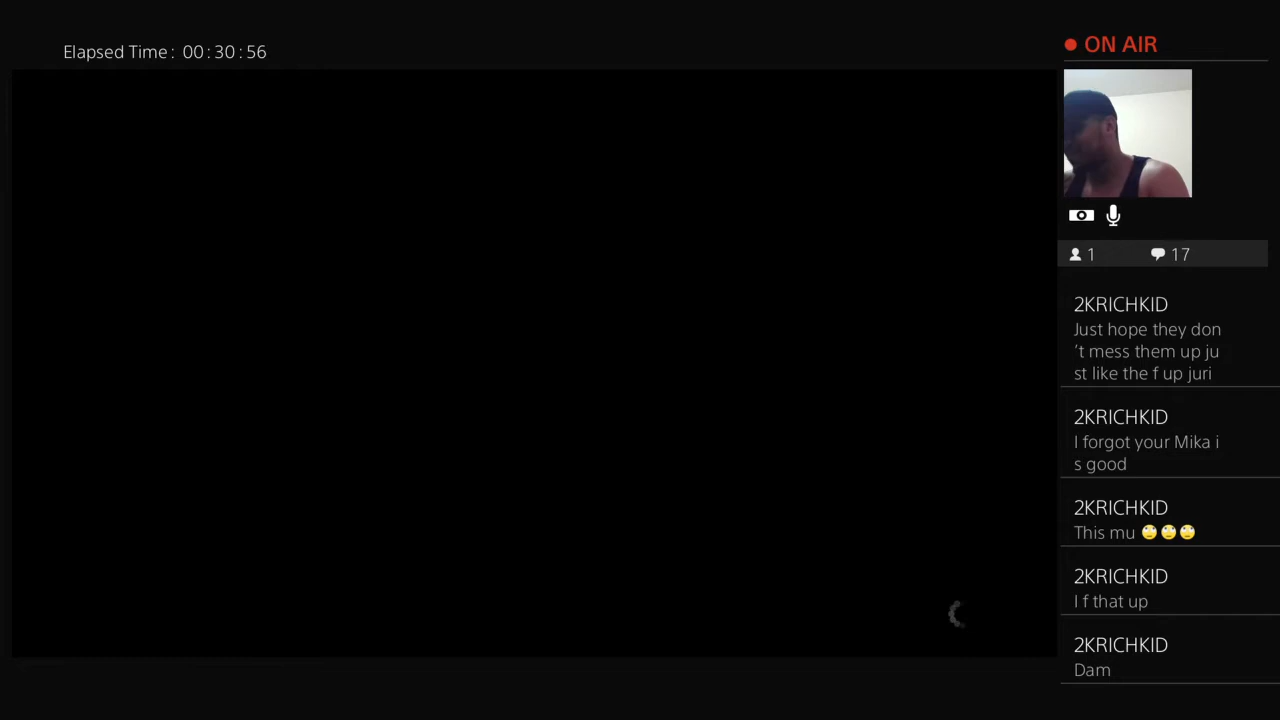 Elapsed Time: 00:30:56
ON AIR
1 17
2KRICHKID
Just hope they don
't mess them up ju
st like the f up juri
2KRICHKID
I forgot your Mika i
s good
2KRICHKID
This mu 🙄🙄🙄
2KRICHKID
I f that up
2KRICHKID
Dam